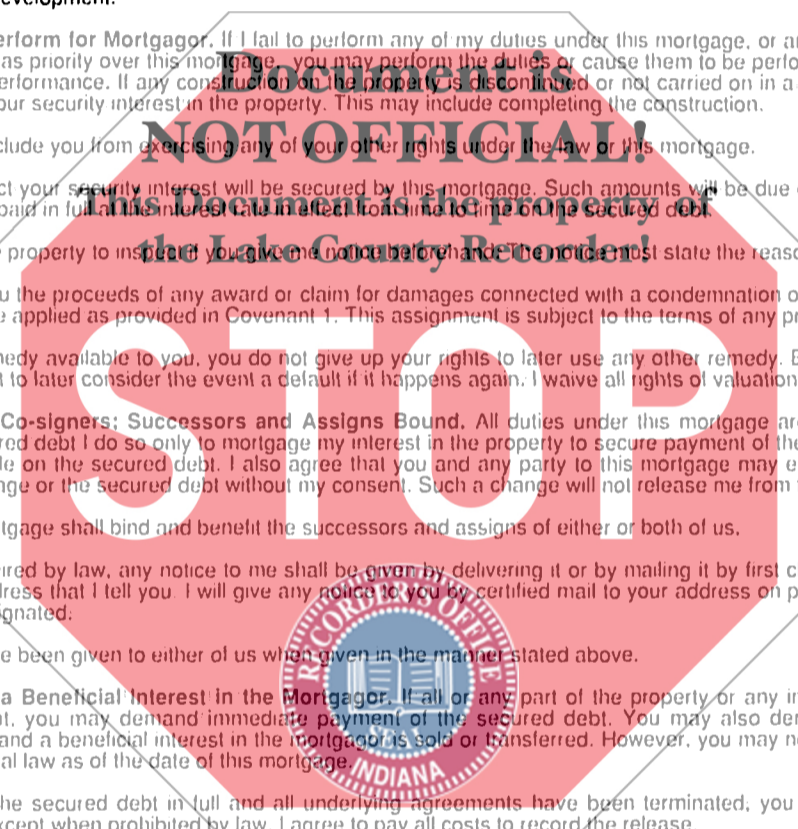 evelopment.
erform for Mortgagor. If I fail to perform any of my duties under this mortgage, or a
as priority over this mortgage, you may perform the duties or cause them to be perfo
erformance. If any construction on the property is discontinued or not carried on in a
our security interest in the property. This may include completing the construction.
Document is
NOT OFFICIAL!
clude you from exercising any of your other rights under the law or this mortgage.
ct your security interest will be secured by this mortgage. Such amounts will be due
paid in full at the interest rate in effect from time to time on the secured debt.
This Document is the property of
the Lake County Recorder!
property to inspect if you give me notice beforehand. The notice must state the reaso
u the proceeds of any award or claim for damages connected with a condemnation o
e applied as provided in Covenant 1. This assignment is subject to the terms of any p
STOP
nedy available to you, you do not give up your rights to later use any other remedy.
t to later consider the event a default if it happens again. I waive all rights of valuation
Co-signers; Successors and Assigns Bound. All duties under this mortgage ar
red debt I do so only to mortgage my interest in the property to secure payment of the
le on the secured debt. I also agree that you and any party to this mortgage may e
nge or the secured debt without my consent. Such a change will not release me from
tgage shall bind and benefit the successors and assigns of either or both of us.
ired by law, any notice to me shall be given by delivering it or by mailing it by first c
ress that I tell you. I will give any notice to you by certified mail to your address on p
ignated.
e been given to either of us when given in the manner stated above.
a Beneficial Interest in the Mortgagor. If all or any part of the property or any i
t, you may demand immediate payment of the secured debt. You may also de
and a beneficial interest in the mortgagor is sold or transferred. However, you may n
al law as of the date of this mortgage.
RECORDER'S OFFICE
SEAL
INDIANA
he secured debt in full and all underlying agreements have been terminated, you
xcept when prohibited by law, I agree to pay all costs to record the release.